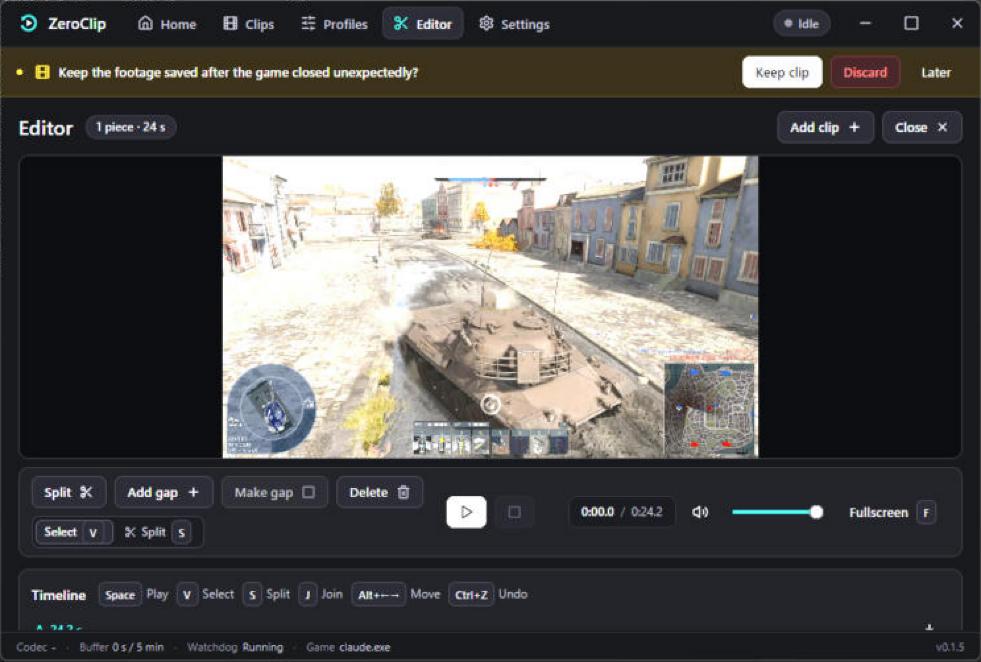 ZeroClip Home Clips Profiles Editor Settings Idle
Keep the footage saved after the game closed unexpectedly? Keep clip Discard Later
Editor 1 piece · 24 s Add clip + Close ×
Split Add gap + Make gap Delete
0:00.0 / 0:24.2 Fullscreen F
Select V Split S
Timeline Space Play V Select S Split J Join Alt+←→ Move Ctrl+Z Undo
Codec - · Buffer 0 s / 5 min · Watchdog Running · Game claude.exe v0.1.5